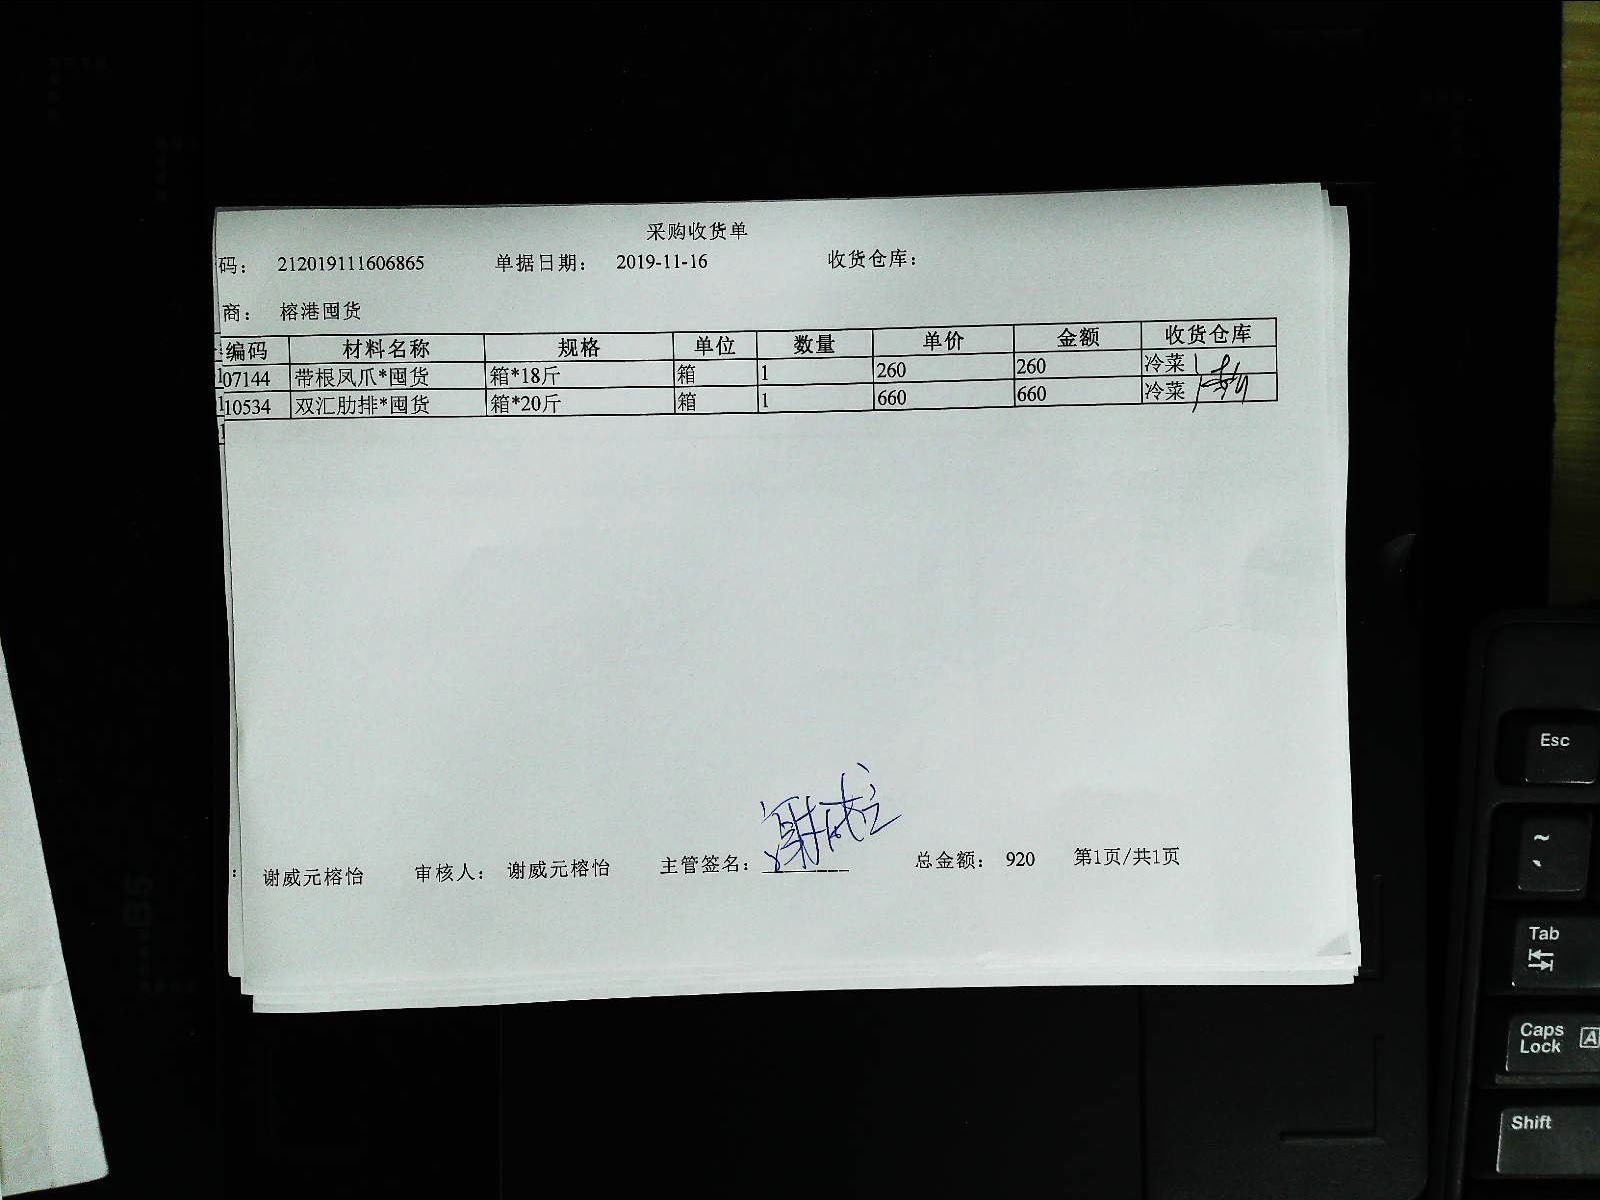 采购收货单
码： 212019111606865 单据日期： 2019-11-16 收货仓库：
商： 榕港囤货
编码 材料名称 规格 单位 数量 单价 金额 收货仓库
07144 带根凤爪*囤货 箱*18斤 箱 1 260 260 冷菜
10534 双汇肋排*囤货 箱*20斤 箱 1 660 660 冷菜
： 谢威元榕怡 审核人： 谢威元榕怡 主管签名： 总金额： 920 第1页/共1页
Esc
~
Tab
Caps Lock A
Shift